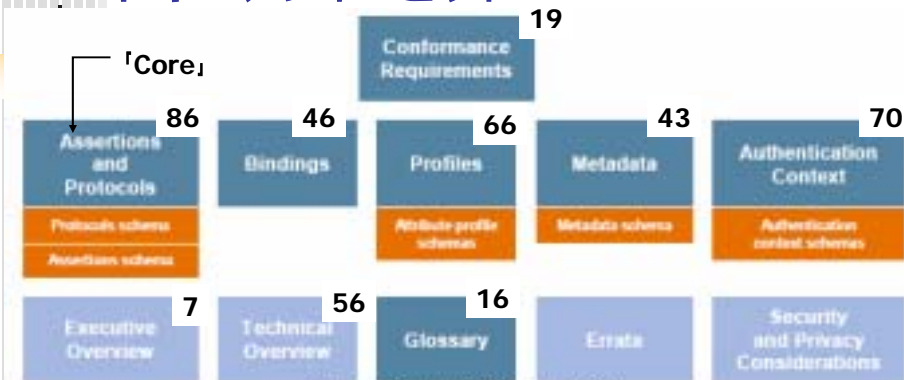 19
Conformance
Requirements
「Core」
86
46
66
43
70
Assertions
and
Protocols
Bindings
Profiles
Metadata
Authentication
Context
Protocols schema
Assertions schema
Attribute profile
schemas
Metadata schema
Authentication
context schemas
7
56
16
Executive
Overview
Technical
Overview
Glossary
Errata
Security
and Privacy
Considerations